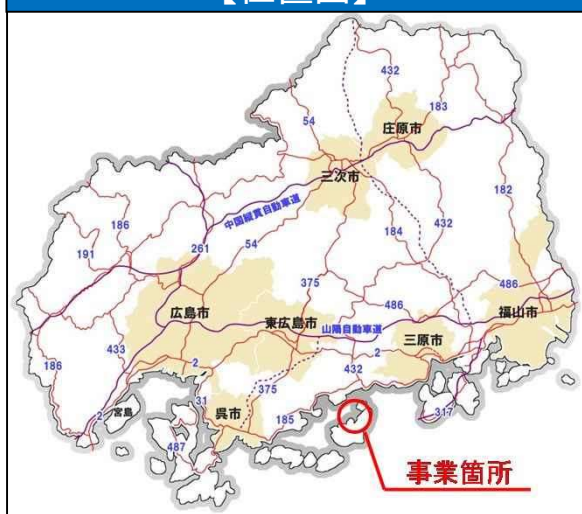 【位置図】
432
183
54
庄原市
三次市
182
中国縦貫自動車道
186
191
261
54
184
432
375
486
486
広島市
東広島市
山陽自動車道
三原市
福山市
186
433
2
2
432
375
31
呉市
185
317
2
宮島
487
事業箇所